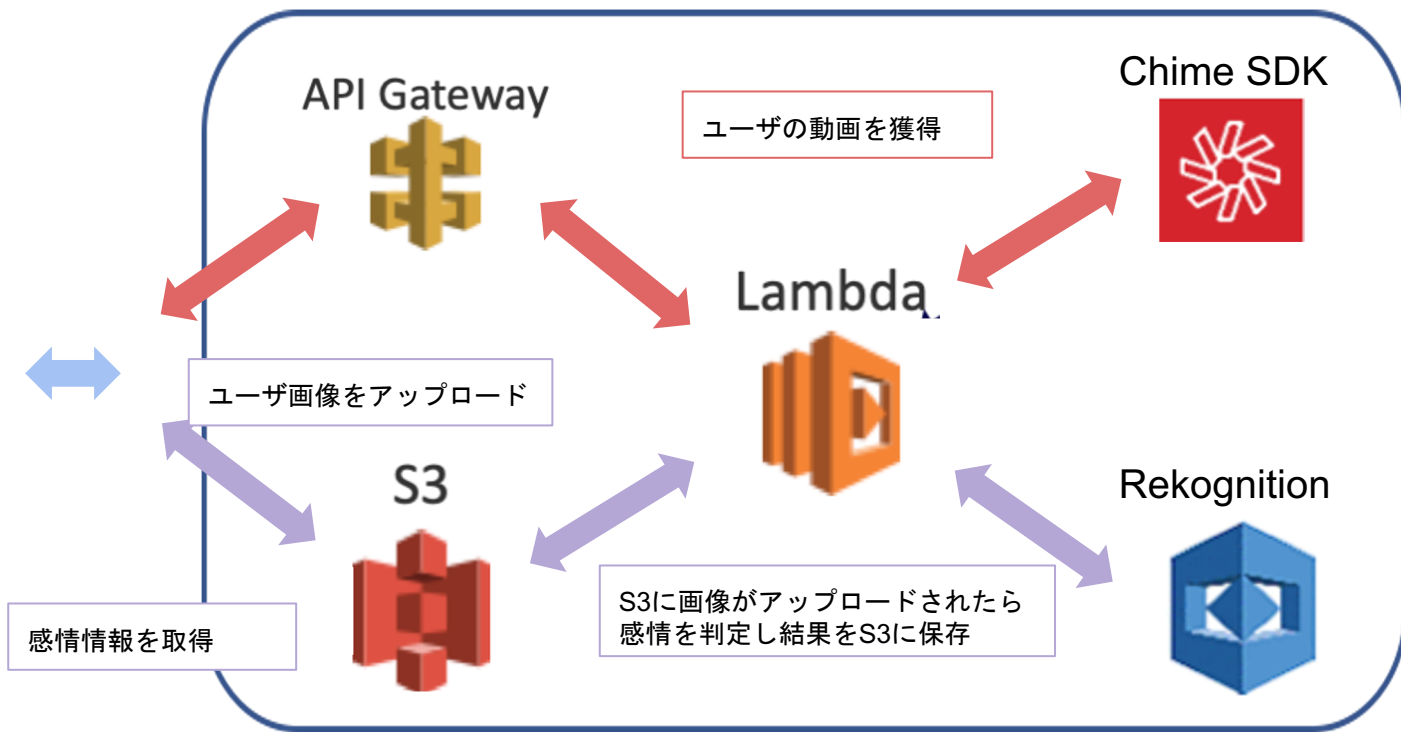 Chime SDK
API Gateway
ユーザの動画を獲得
Lambda
ユーザ画像をアップロード
S3
Rekognition
S3に画像がアップロードされたら
感情を判定し結果をS3に保存
感情情報を取得